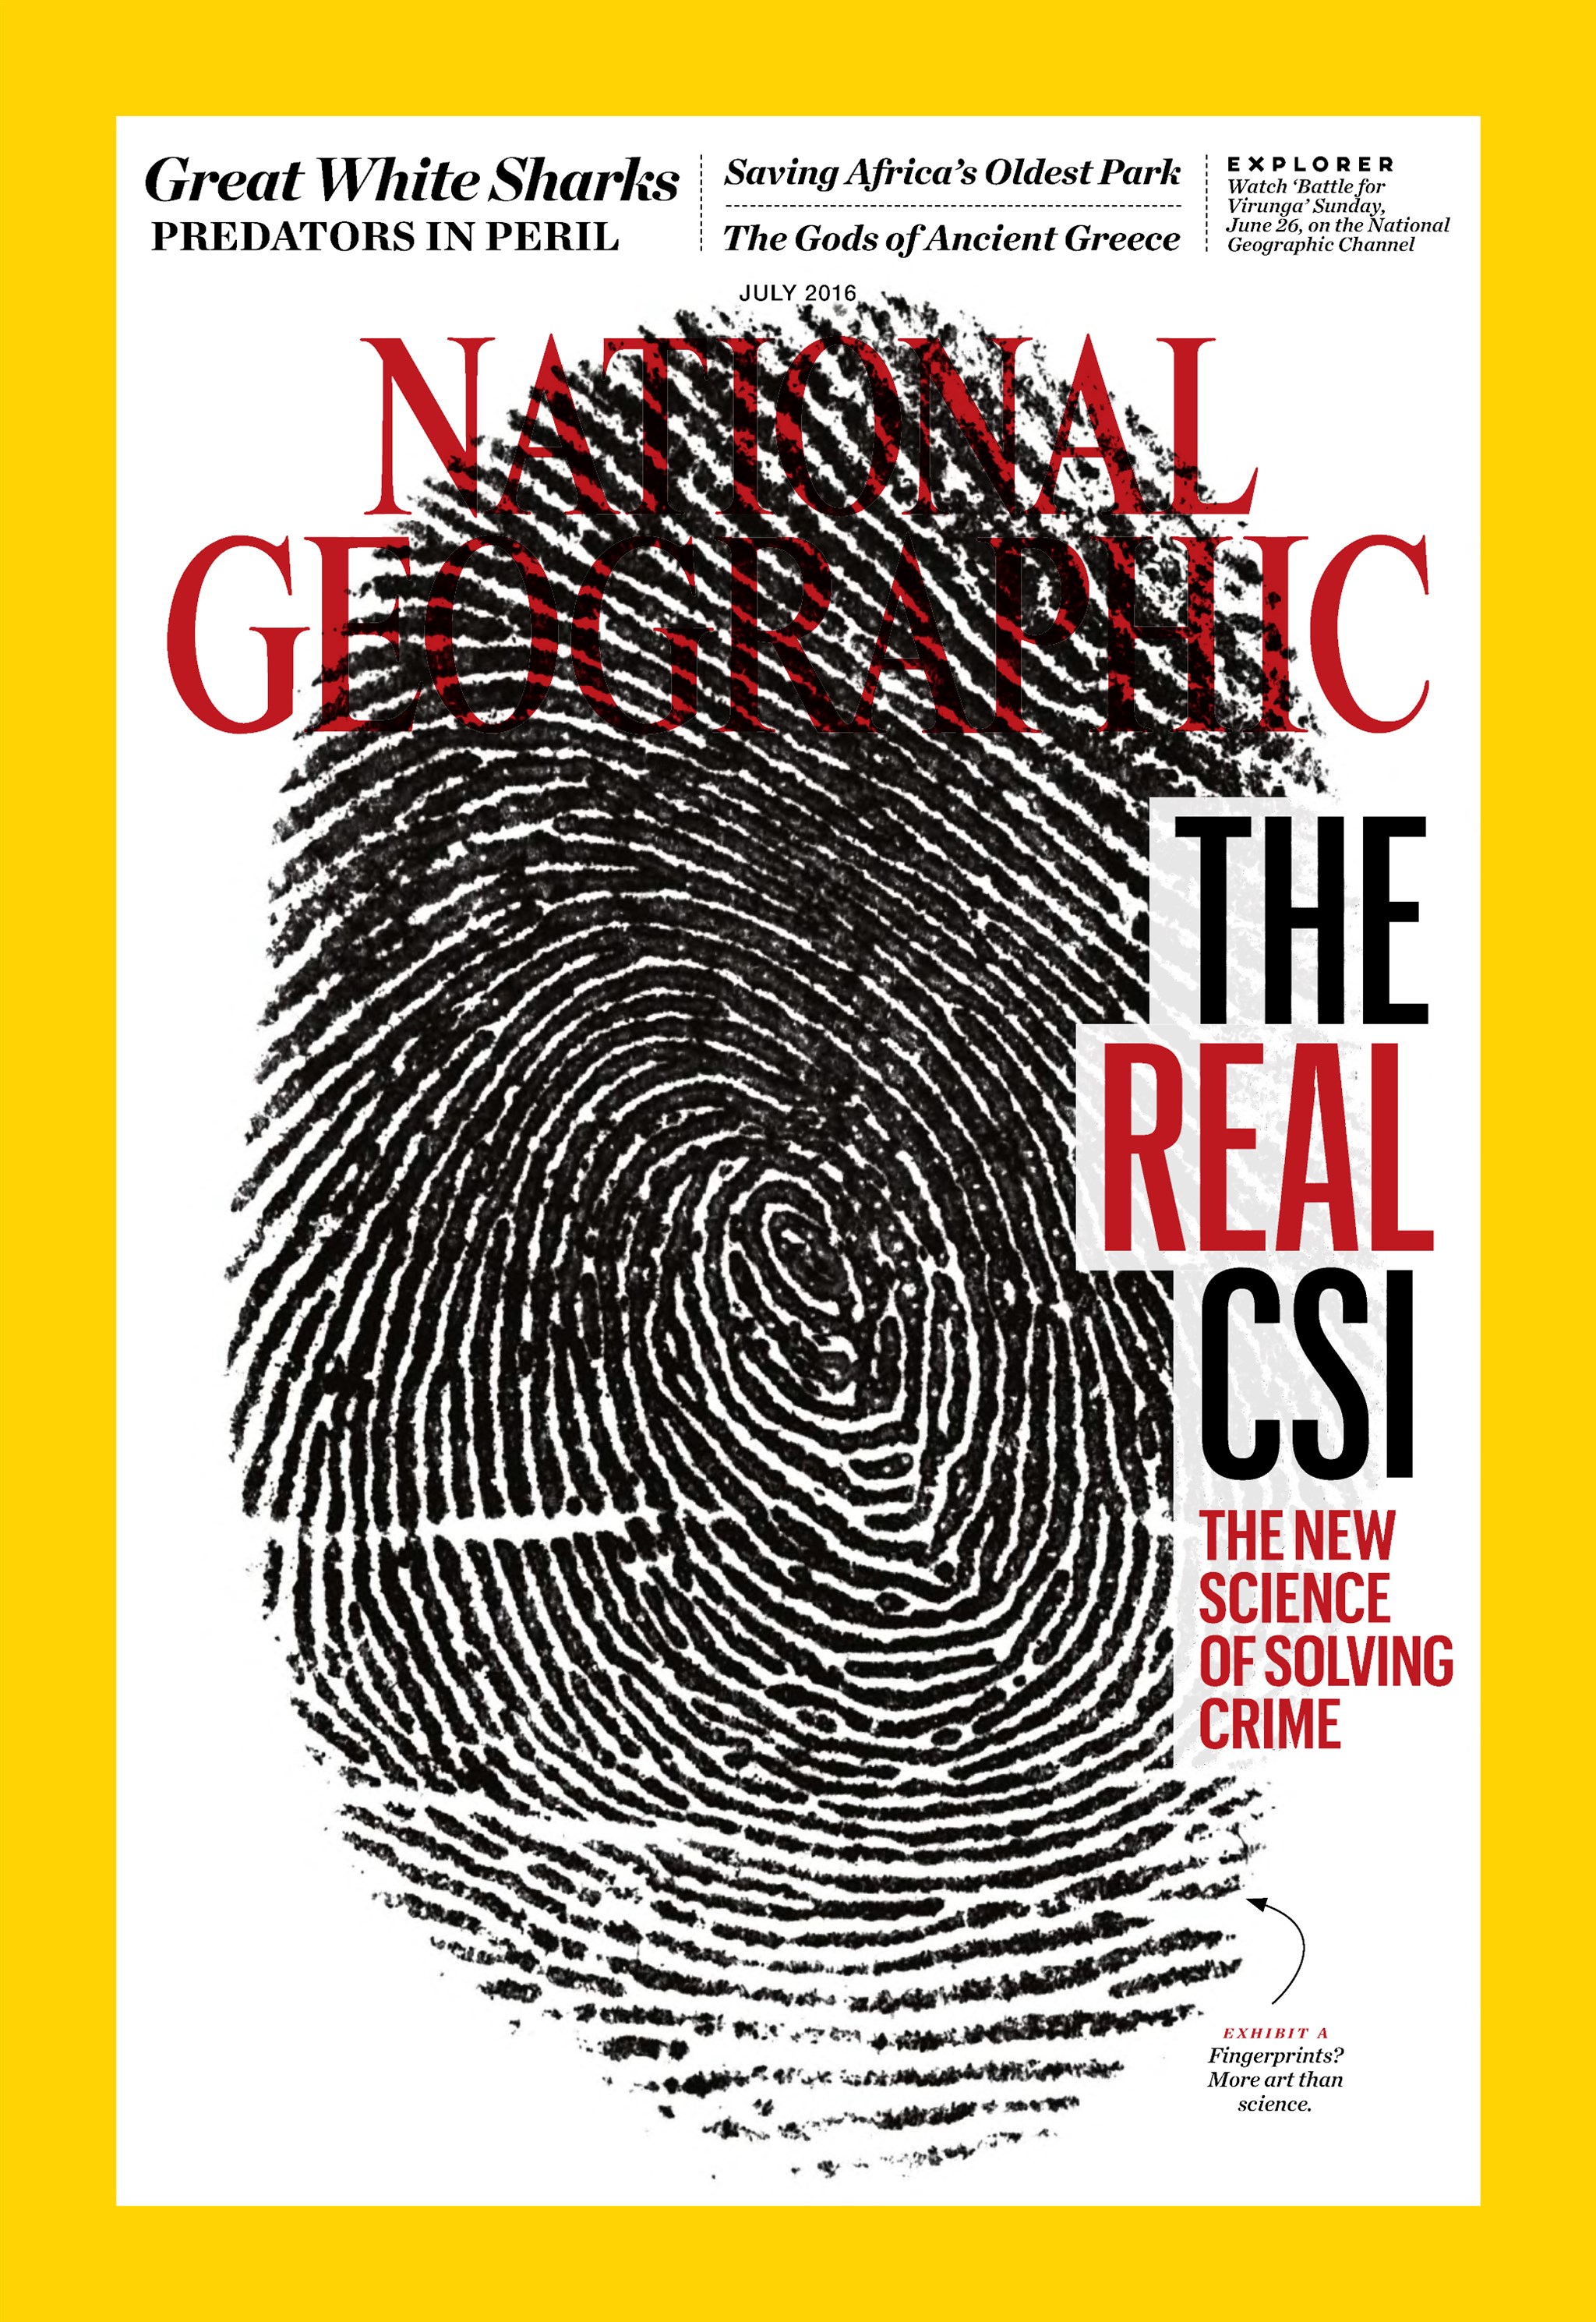 Great White Sharks
PREDATORS IN PERIL
Saving Africa's Oldest Park
The Gods of Ancient Greece
EXPLORER
Watch ‘Battle for
Virunga’ Sunday,
June 26, on the National
Geographic Channel
JULY 2016
NATIONAL
GEOGRAPHIC
THE
REAL
CSI
THE NEW
SCIENCE
OF SOLVING
CRIME
EXHIBIT A
Fingerprints?
More art than
science.